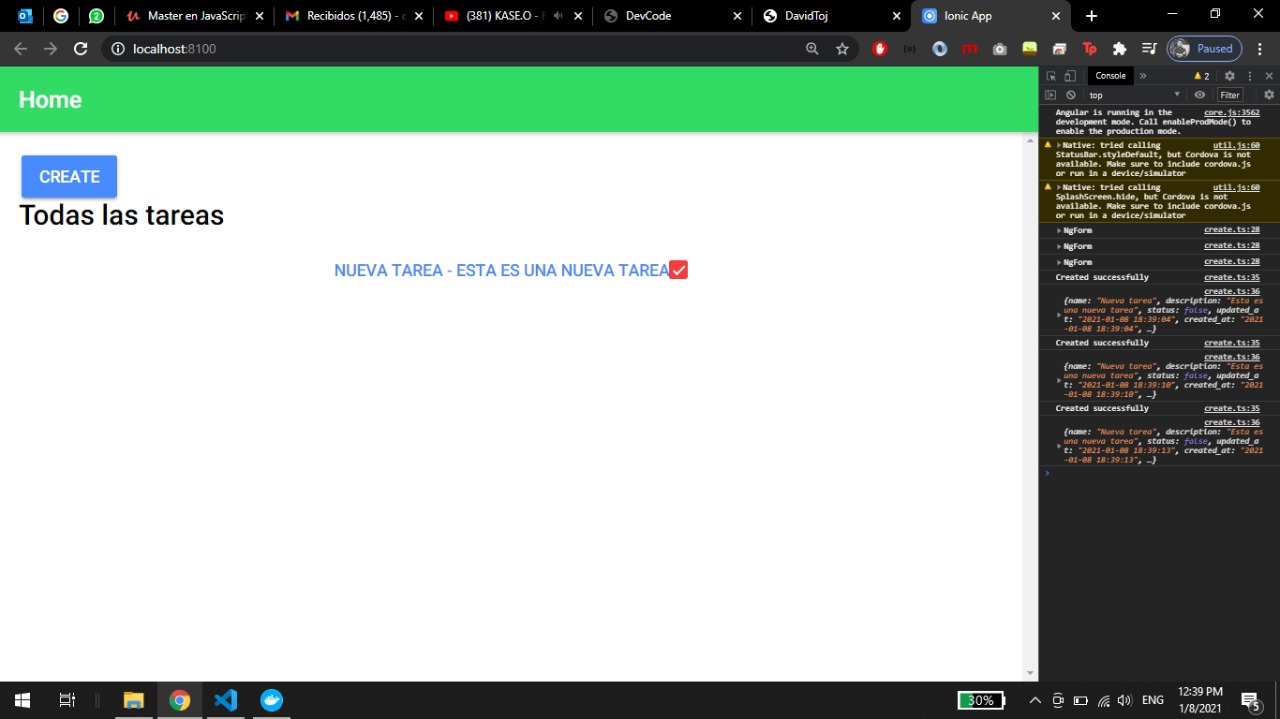 Master en JavaScrip
Recibidos (1,485) - c
(381) KASE.O - F
DevCode
DavidToj
Ionic App
localhost:8100
Paused
Home
CREATE
Todas las tareas
NUEVA TAREA - ESTA ES UNA NUEVA TAREA
Console
2
top
Filter
Angular is running in the core.js:3562
development mode. Call enableProdMode() to
enable the production mode.
Native: tried calling util.js:60
StatusBar.styleDefault, but Cordova is not
available. Make sure to include cordova.js
or run in a device/simulator
Native: tried calling util.js:60
SplashScreen.hide, but Cordova is not
available. Make sure to include cordova.js
or run in a device/simulator
NgForm create.ts:28
NgForm create.ts:28
NgForm create.ts:28
Created successfully create.ts:35
create.ts:36
{name: "Nueva tarea", description: "Esta es
una nueva tarea", status: false, updated_a
t: "2021-01-08 18:39:04", created_at: "2021
-01-08 18:39:04", …}
Created successfully create.ts:35
create.ts:36
{name: "Nueva tarea", description: "Esta es
una nueva tarea", status: false, updated_a
t: "2021-01-08 18:39:10", created_at: "2021
-01-08 18:39:10", …}
Created successfully create.ts:35
create.ts:36
{name: "Nueva tarea", description: "Esta es
una nueva tarea", status: false, updated_a
t: "2021-01-08 18:39:13", created_at: "2021
-01-08 18:39:13", …}
30%
ENG
12:39 PM
1/8/2021
5